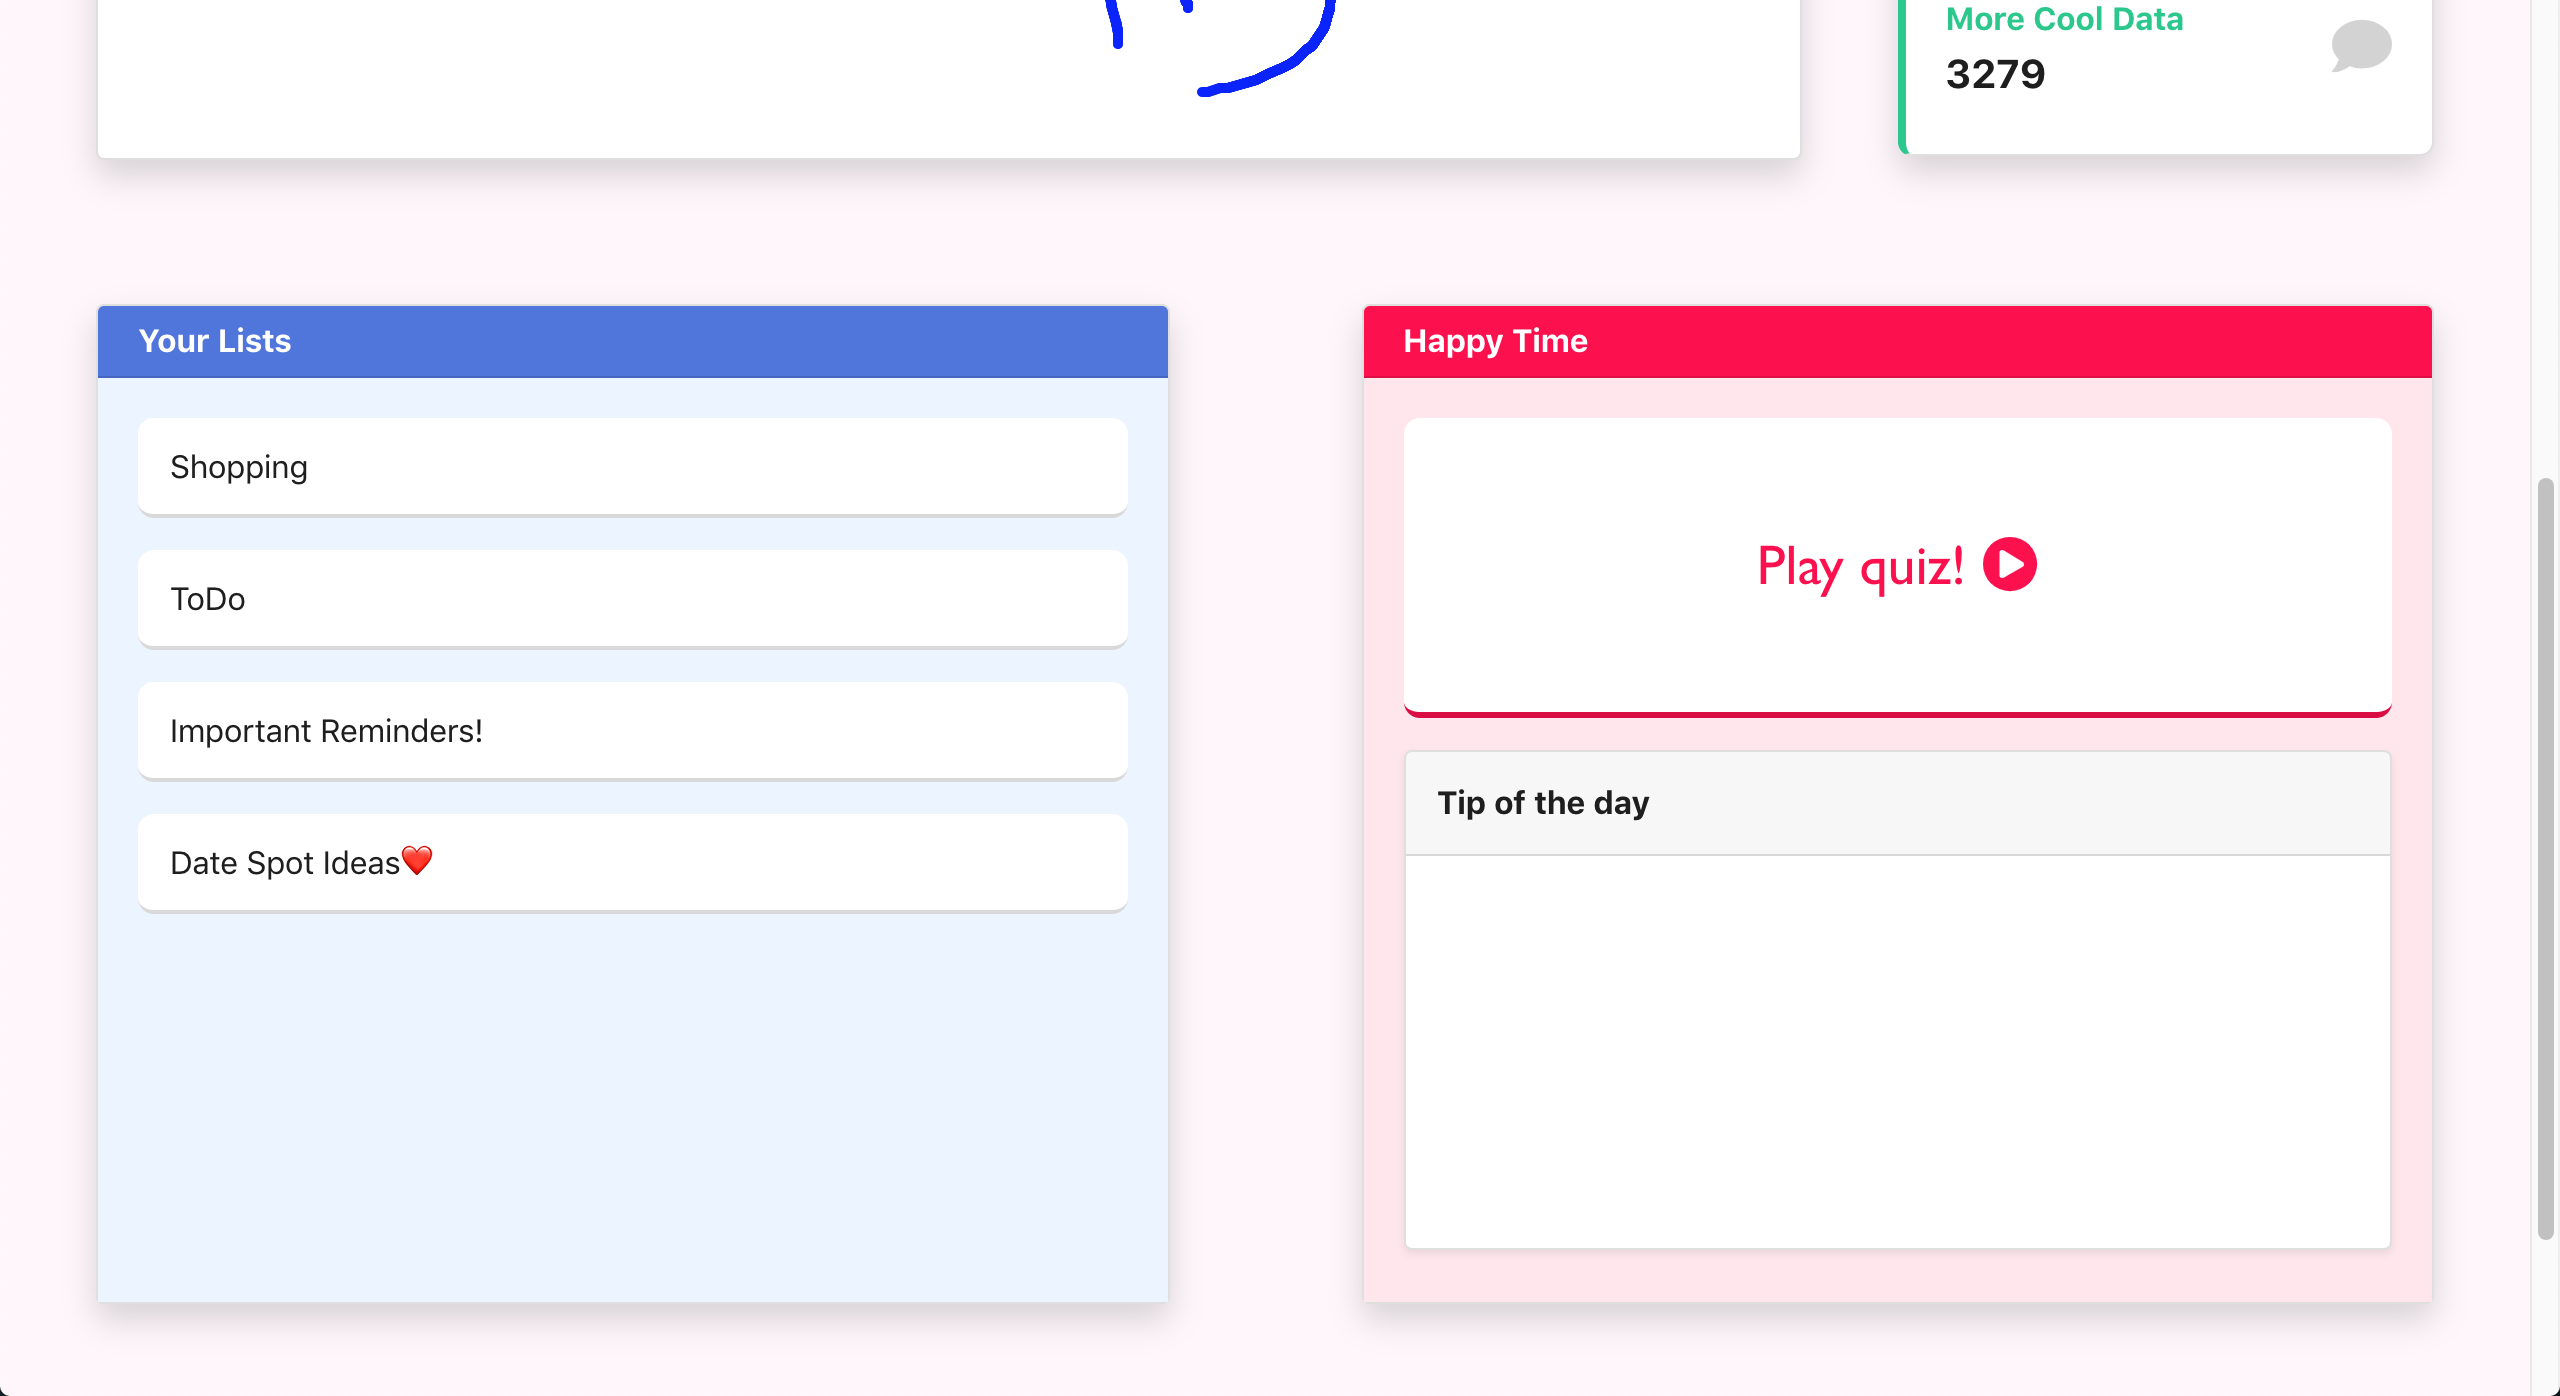 More Cool Data
3279
Your Lists
Shopping
ToDo
Important Reminders!
Date Spot Ideas❤️
Happy Time
Play quiz!
Tip of the day